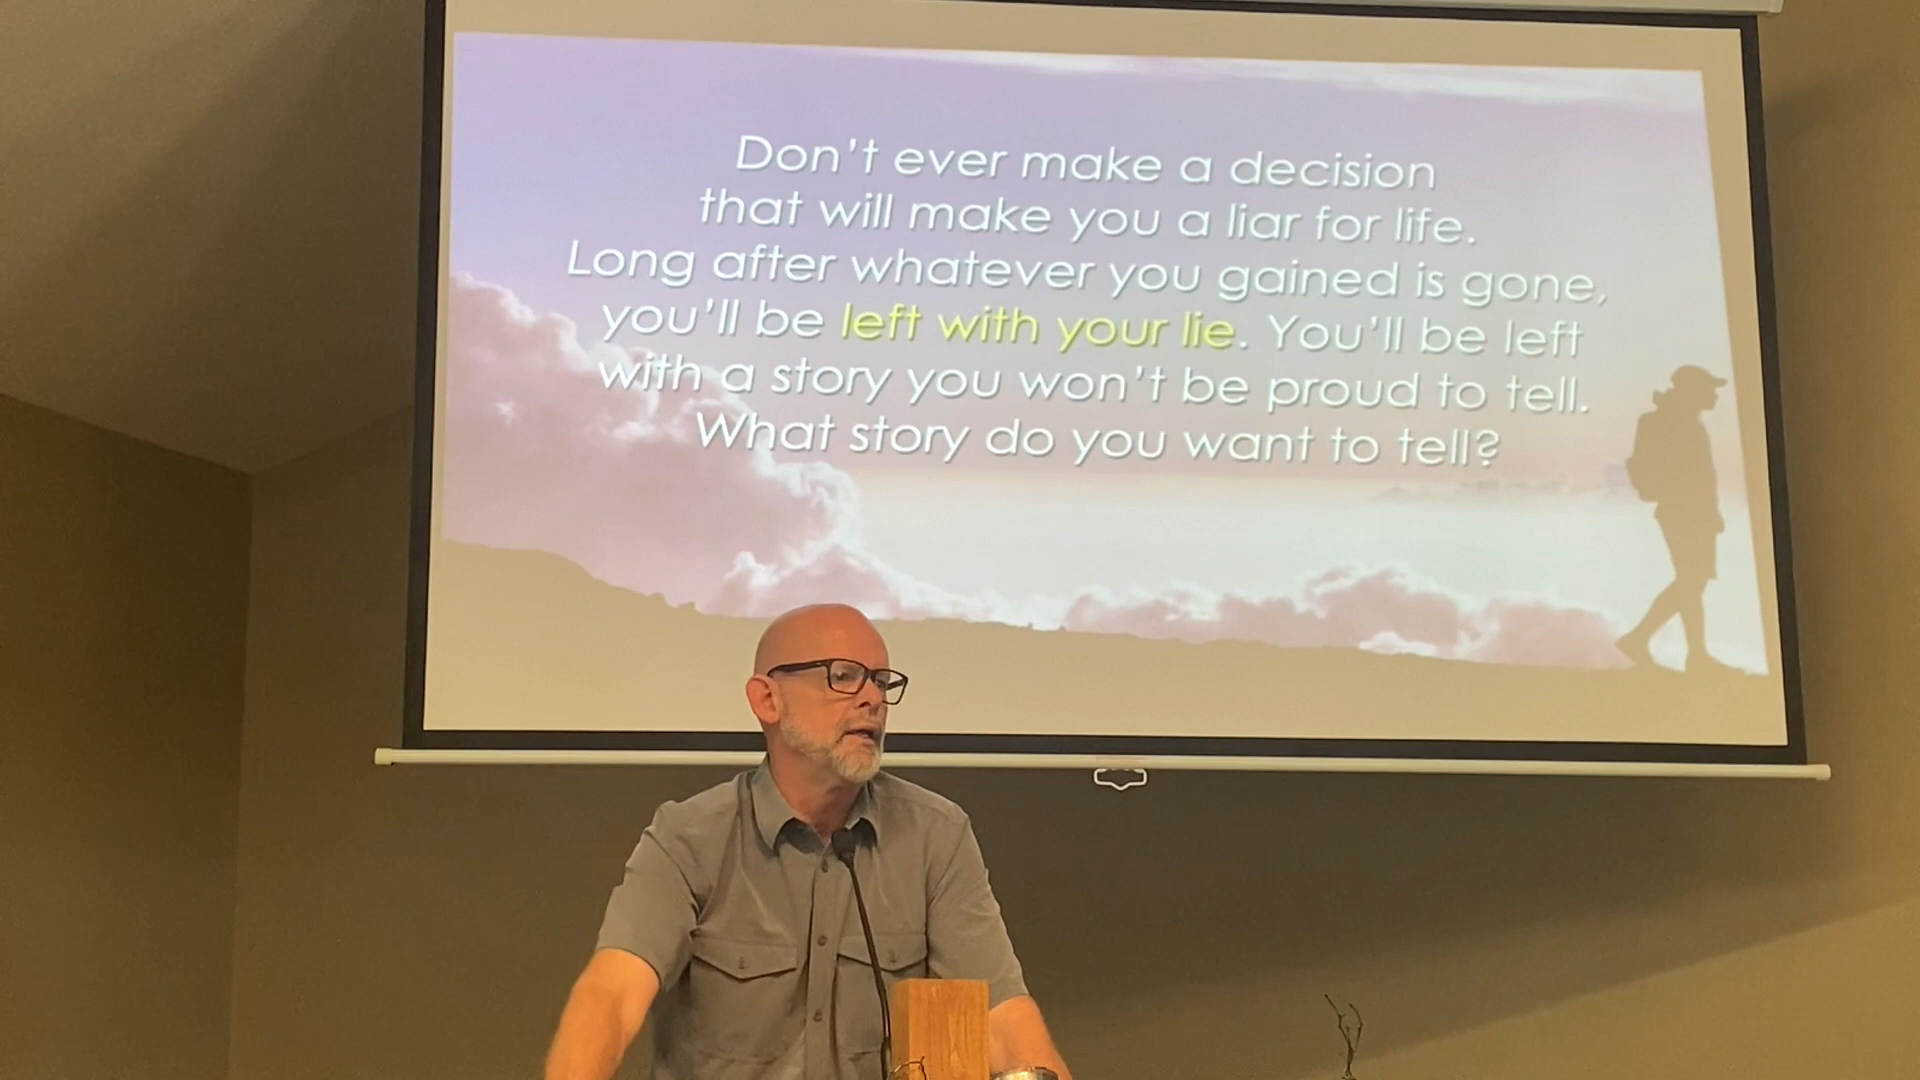 Don't ever make a decision
that will make you a liar for life.
Long after whatever you gained is gone,
you'll be left with your lie. You'll be left
with a story you won't be proud to tell.
What story do you want to tell?